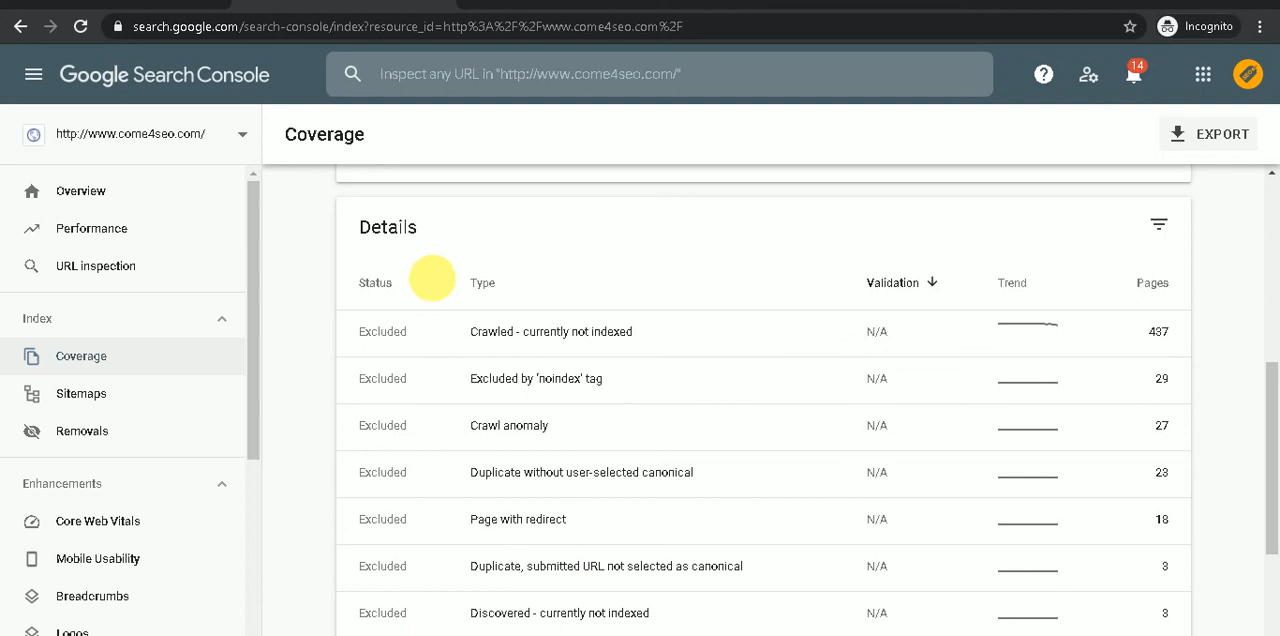 search.google.com/search-console/index?resource_id=http%3A%2F%2Fwww.come4seo.com%2F
Incognito
Google Search Console
Inspect any URL in "http://www.come4seo.com/"
14
http://www.come4seo.com/
Coverage
EXPORT
Overview
Performance
URL inspection
Index
Coverage
Sitemaps
Removals
Enhancements
Core Web Vitals
Mobile Usability
Breadcrumbs
Logos
Details
Status Type Validation Trend Pages
Excluded Crawled - currently not indexed N/A 437
Excluded Excluded by 'noindex' tag N/A 29
Excluded Crawl anomaly N/A 27
Excluded Duplicate without user-selected canonical N/A 23
Excluded Page with redirect N/A 18
Excluded Duplicate, submitted URL not selected as canonical N/A 3
Excluded Discovered - currently not indexed N/A 3